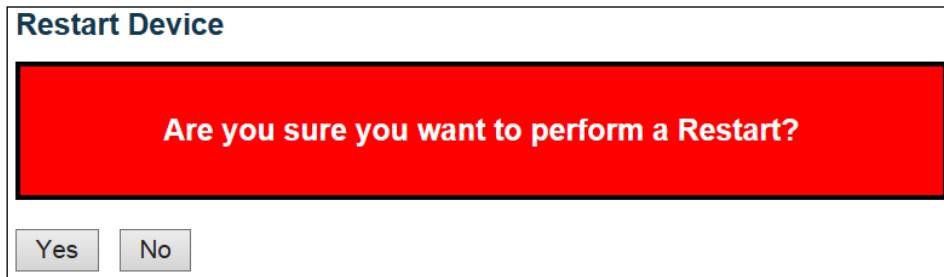 Restart Device
Are you sure you want to perform a Restart?
Yes No